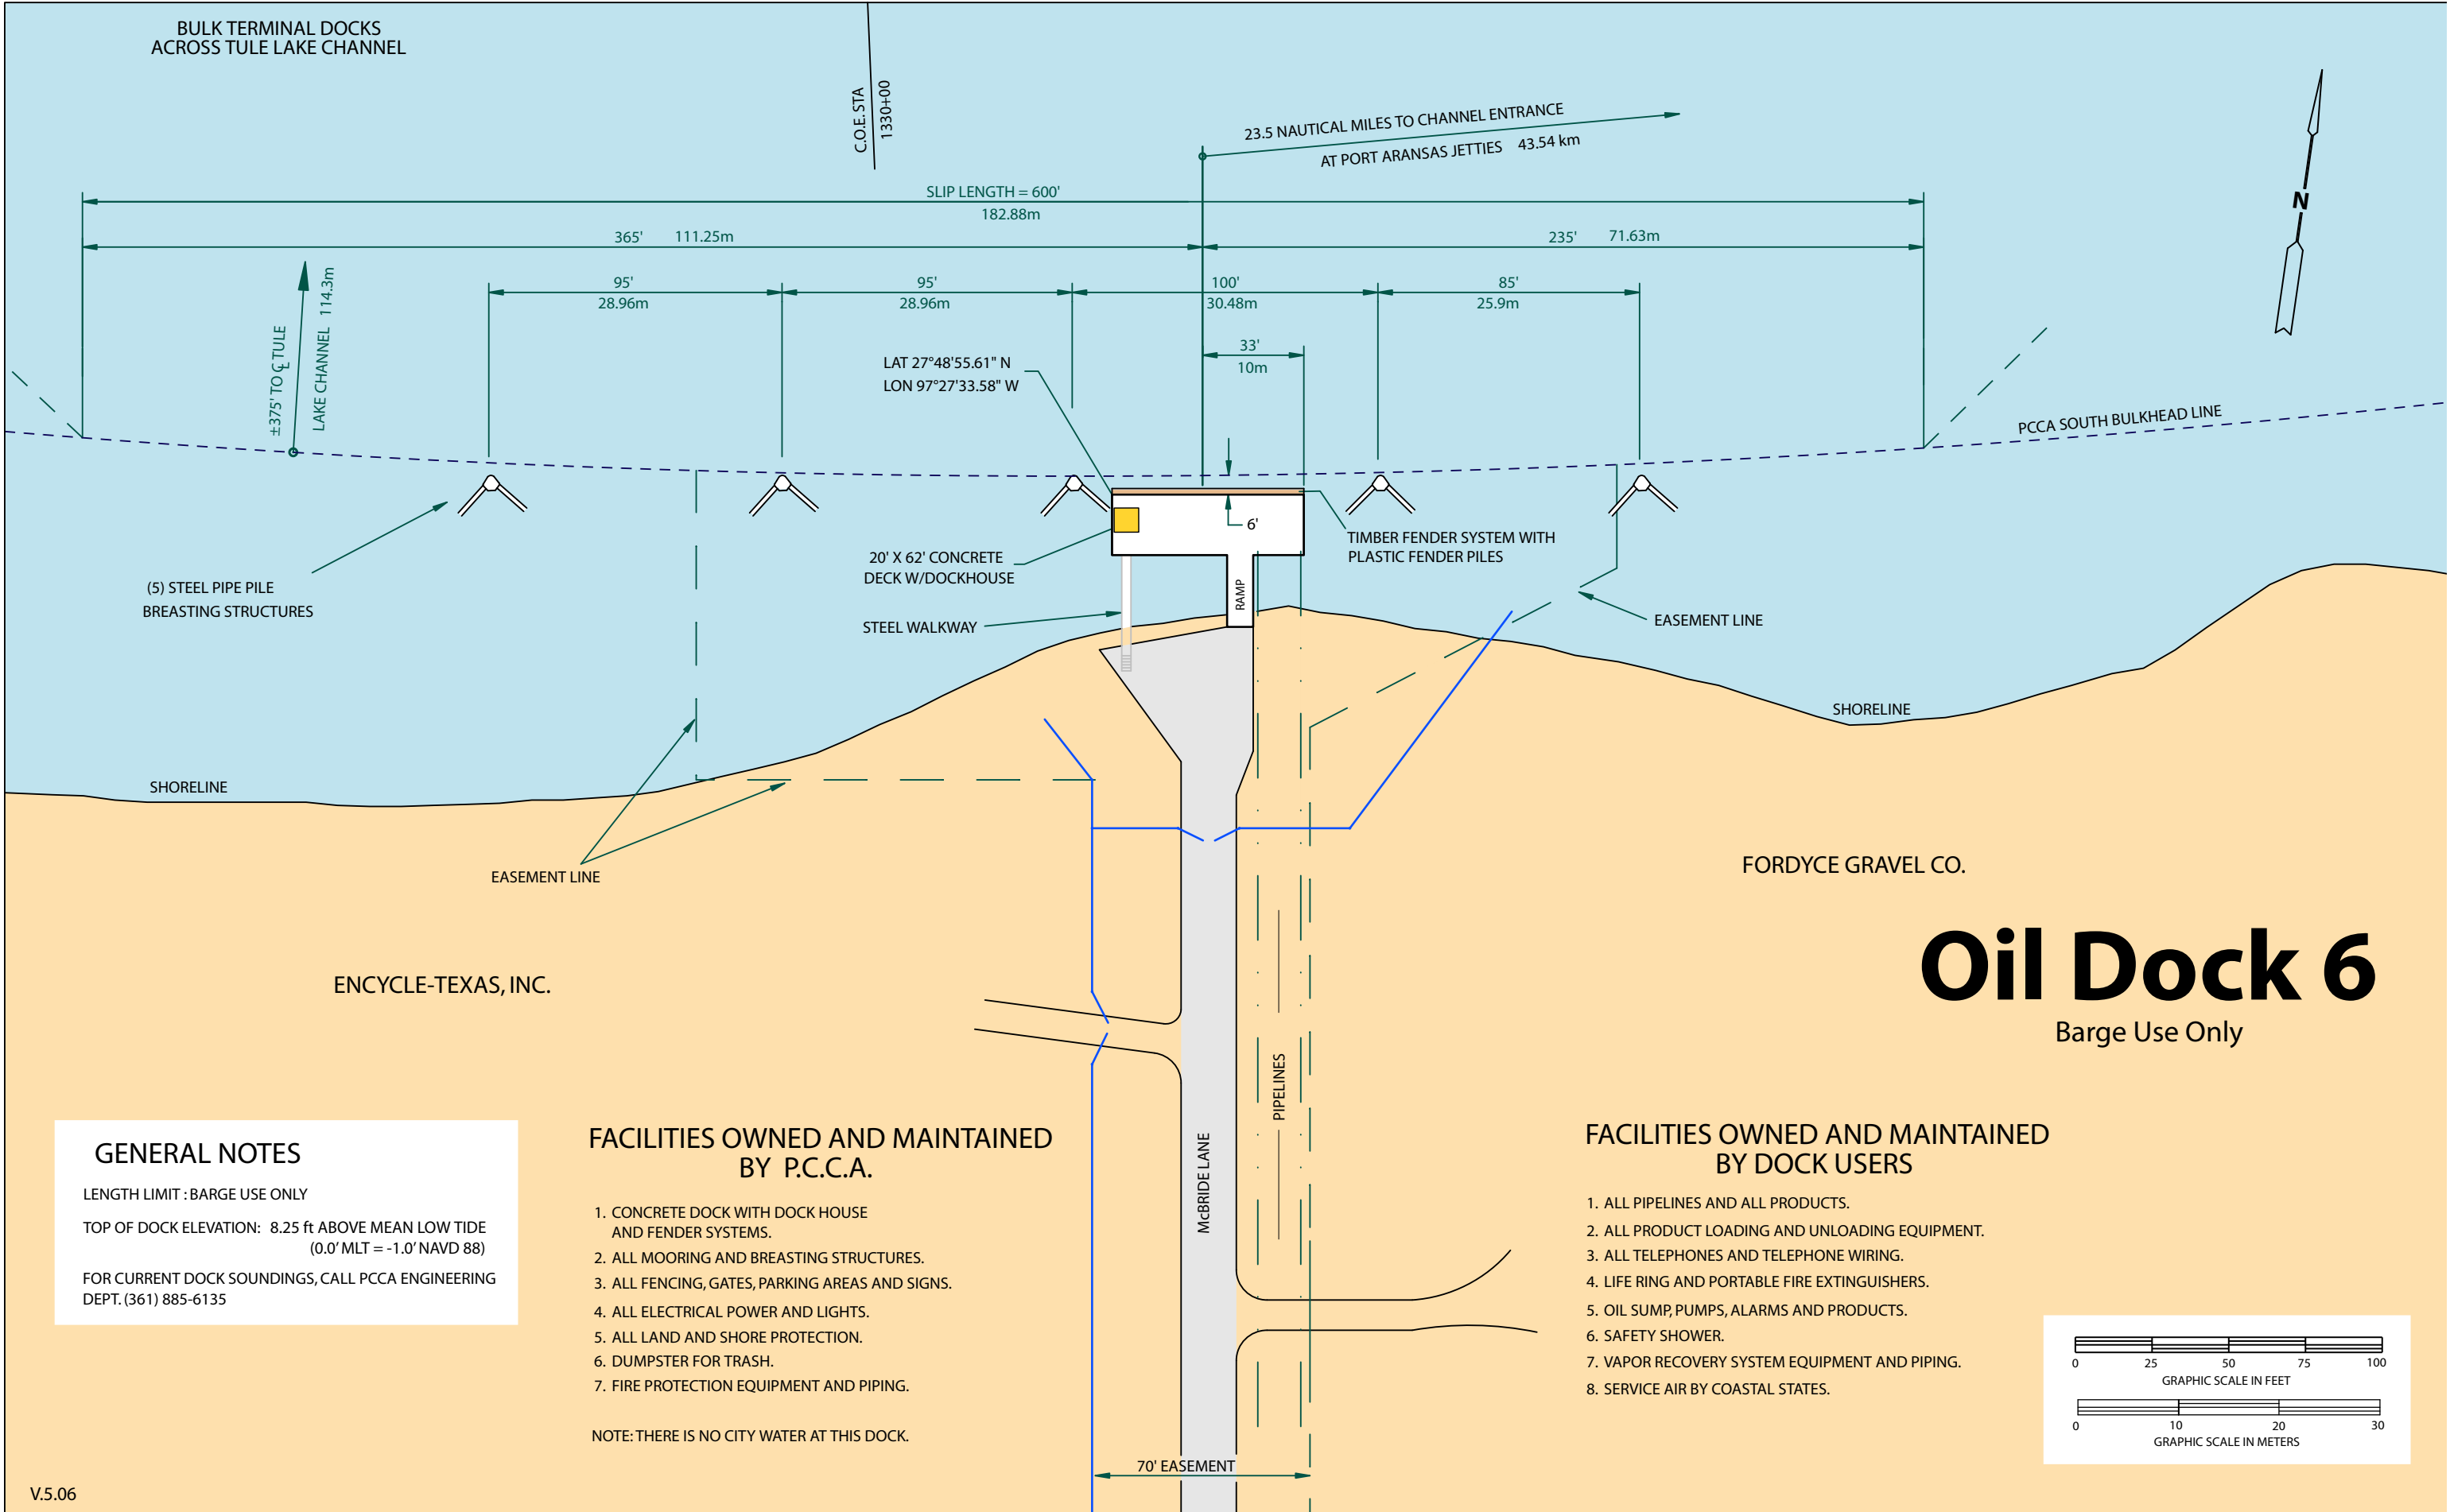 BULK TERMINAL DOCKS
ACROSS TULE LAKE CHANNEL
C.O.E. STA
1330+00
23.5 NAUTICAL MILES TO CHANNEL ENTRANCE
AT PORT ARANSAS JETTIES 43.54 km
N
SLIP LENGTH = 600'
182.88m
365' 111.25m
235' 71.63m
95'
28.96m
95'
28.96m
100'
30.48m
85'
25.9m
33'
10m
±375' TO ℄ TULE
LAKE CHANNEL 114.3m
LAT 27°48'55.61" N
LON 97°27'33.58" W
PCCA SOUTH BULKHEAD LINE
6'
TIMBER FENDER SYSTEM WITH
PLASTIC FENDER PILES
20' X 62' CONCRETE
DECK W/DOCKHOUSE
(5) STEEL PIPE PILE
BREASTING STRUCTURES
RAMP
STEEL WALKWAY
EASEMENT LINE
SHORELINE
SHORELINE
EASEMENT LINE
FORDYCE GRAVEL CO.
ENCYCLE-TEXAS, INC.
Oil Dock 6
Barge Use Only
PIPELINES
McBRIDE LANE
GENERAL NOTES
LENGTH LIMIT : BARGE USE ONLY
TOP OF DOCK ELEVATION: 8.25 ft ABOVE MEAN LOW TIDE
(0.0' MLT = -1.0' NAVD 88)
FOR CURRENT DOCK SOUNDINGS, CALL PCCA ENGINEERING
DEPT. (361) 885-6135
FACILITIES OWNED AND MAINTAINED
BY P.C.C.A.
1. CONCRETE DOCK WITH DOCK HOUSE
AND FENDER SYSTEMS.
2. ALL MOORING AND BREASTING STRUCTURES.
3. ALL FENCING, GATES, PARKING AREAS AND SIGNS.
4. ALL ELECTRICAL POWER AND LIGHTS.
5. ALL LAND AND SHORE PROTECTION.
6. DUMPSTER FOR TRASH.
7. FIRE PROTECTION EQUIPMENT AND PIPING.
NOTE: THERE IS NO CITY WATER AT THIS DOCK.
FACILITIES OWNED AND MAINTAINED
BY DOCK USERS
1. ALL PIPELINES AND ALL PRODUCTS.
2. ALL PRODUCT LOADING AND UNLOADING EQUIPMENT.
3. ALL TELEPHONES AND TELEPHONE WIRING.
4. LIFE RING AND PORTABLE FIRE EXTINGUISHERS.
5. OIL SUMP, PUMPS, ALARMS AND PRODUCTS.
6. SAFETY SHOWER.
7. VAPOR RECOVERY SYSTEM EQUIPMENT AND PIPING.
8. SERVICE AIR BY COASTAL STATES.
0 25 50 75 100
GRAPHIC SCALE IN FEET
0 10 20 30
GRAPHIC SCALE IN METERS
70' EASEMENT
V.5.06